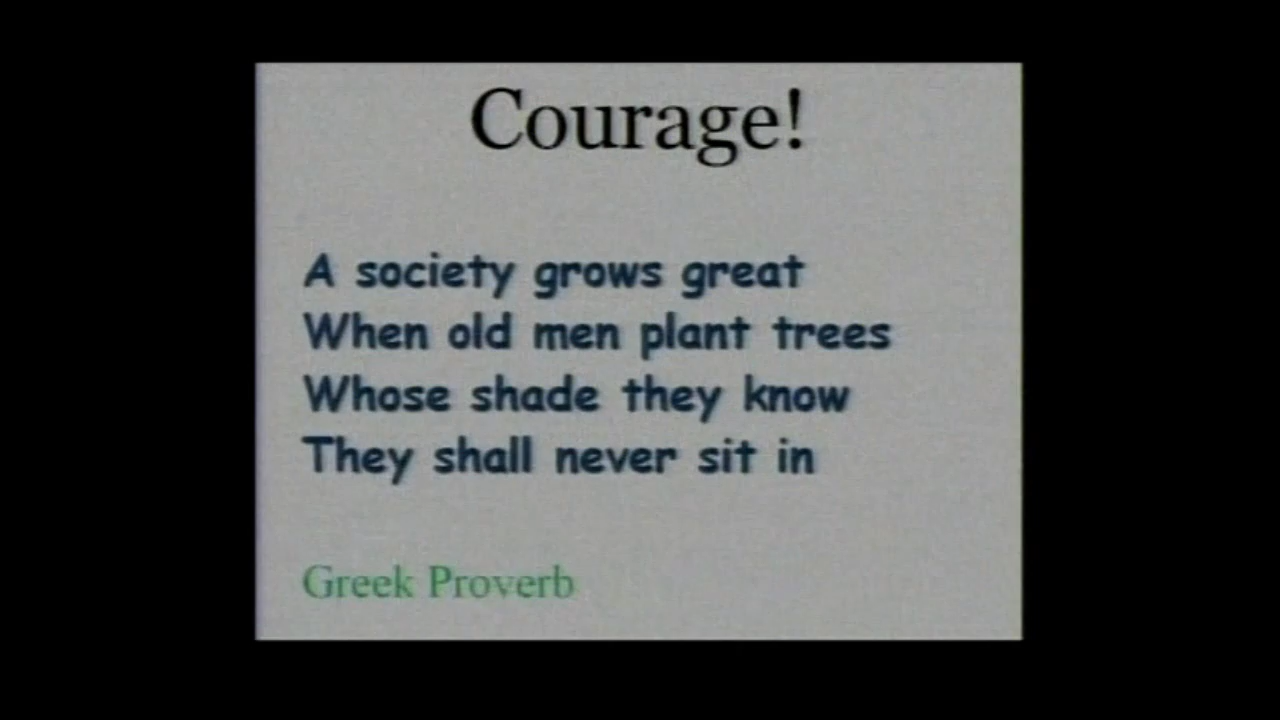 Courage!
A society grows great
When old men plant trees
Whose shade they know
They shall never sit in
Greek Proverb